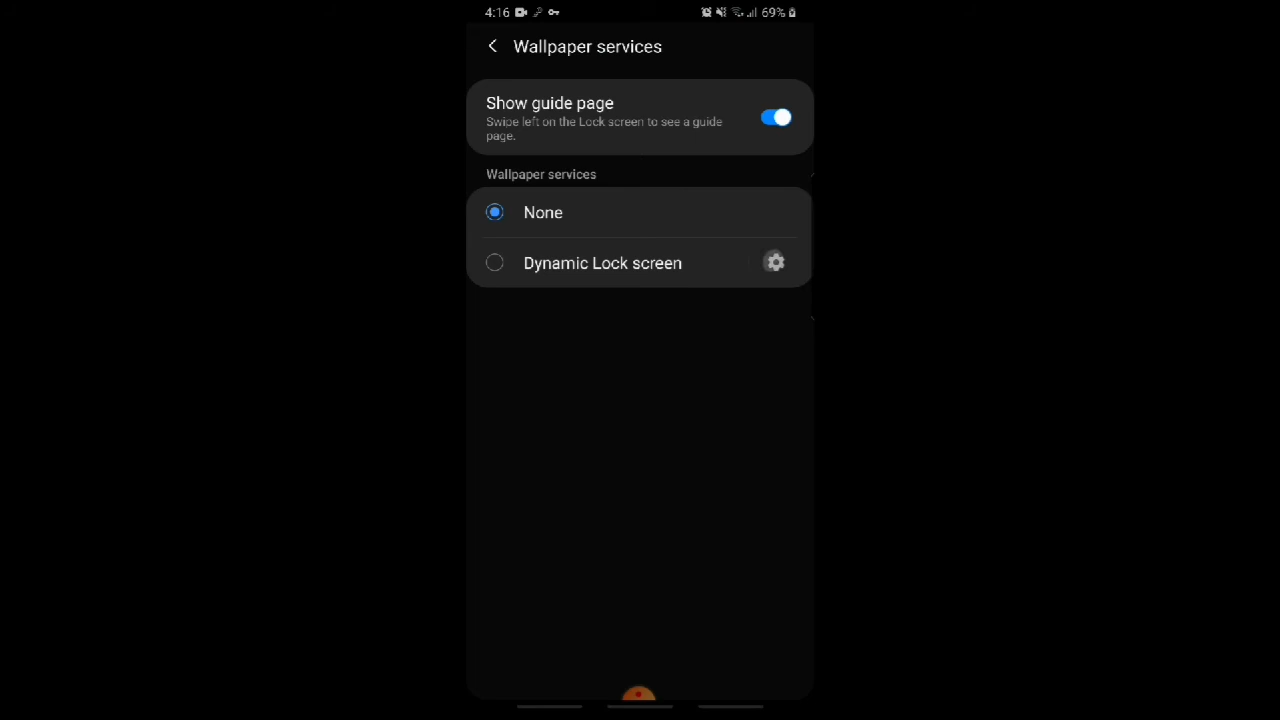 4:16 69%
Wallpaper services
Show guide page
Swipe left on the Lock screen to see a guide
page.
Wallpaper services
None
Dynamic Lock screen